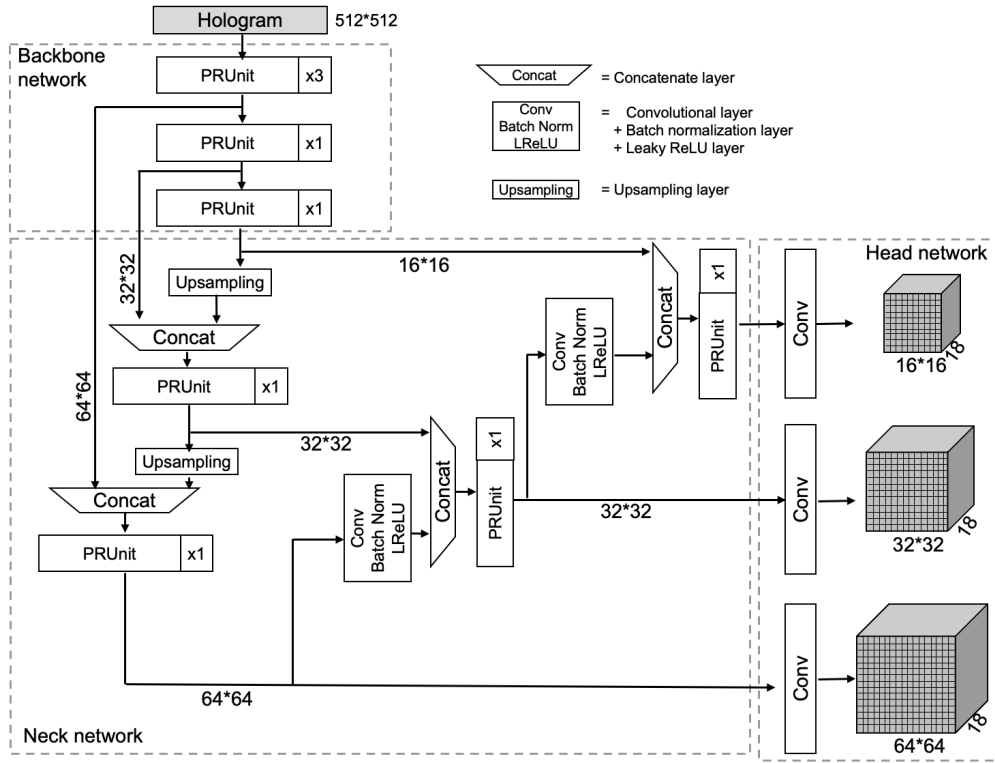 Hologram
512*512
Backbone
network
PRUnit
x3
PRUnit
x1
PRUnit
x1
Concat
= Concatenate layer
Conv
Batch Norm
LReLU
= Convolutional layer
+ Batch normalization layer
+ Leaky ReLU layer
Upsampling
= Upsampling layer
32*32
64*64
Upsampling
Concat
PRUnit
x1
Upsampling
Concat
PRUnit
x1
16*16
32*32
Conv
Batch Norm
LReLU
Concat
PRUnit
x1
Conv
Batch Norm
LReLU
Concat
PRUnit
x1
32*32
64*64
Neck network
Head network
Conv
16*16
18
Conv
32*32
18
Conv
64*64
18